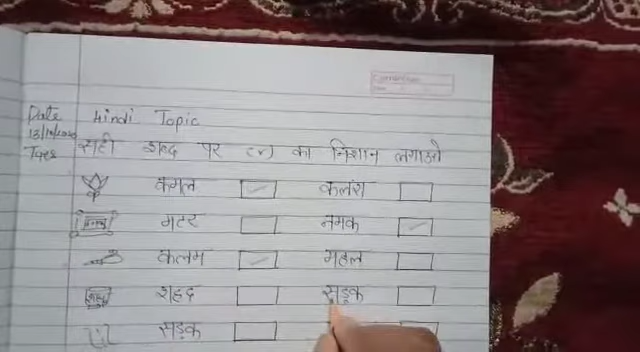 Date Hindi Topic
Tues सही शब्द पर (✓) का निशान लगाओ
कमल ✓ कलश
मटर नमक ✓
कलम ✓ महल
शहद सड़क
सड़क